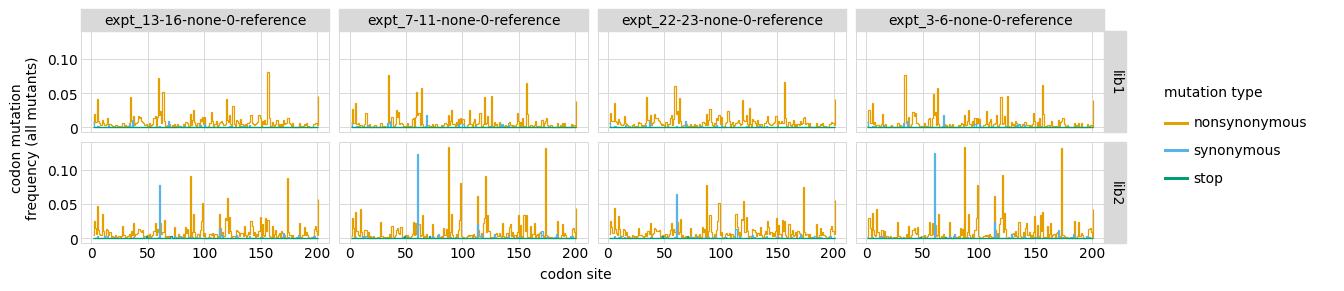 expt_13-16-none-0-reference
expt_7-11-none-0-reference
expt_22-23-none-0-reference
expt_3-6-none-0-reference
codon mutation
frequency (all mutants)
0.10
0.05
0
lib1
0.10
0.05
0
lib2
0 50 100 150 200
0 50 100 150 200
0 50 100 150 200
0 50 100 150 200
codon site
mutation type
nonsynonymous
synonymous
stop